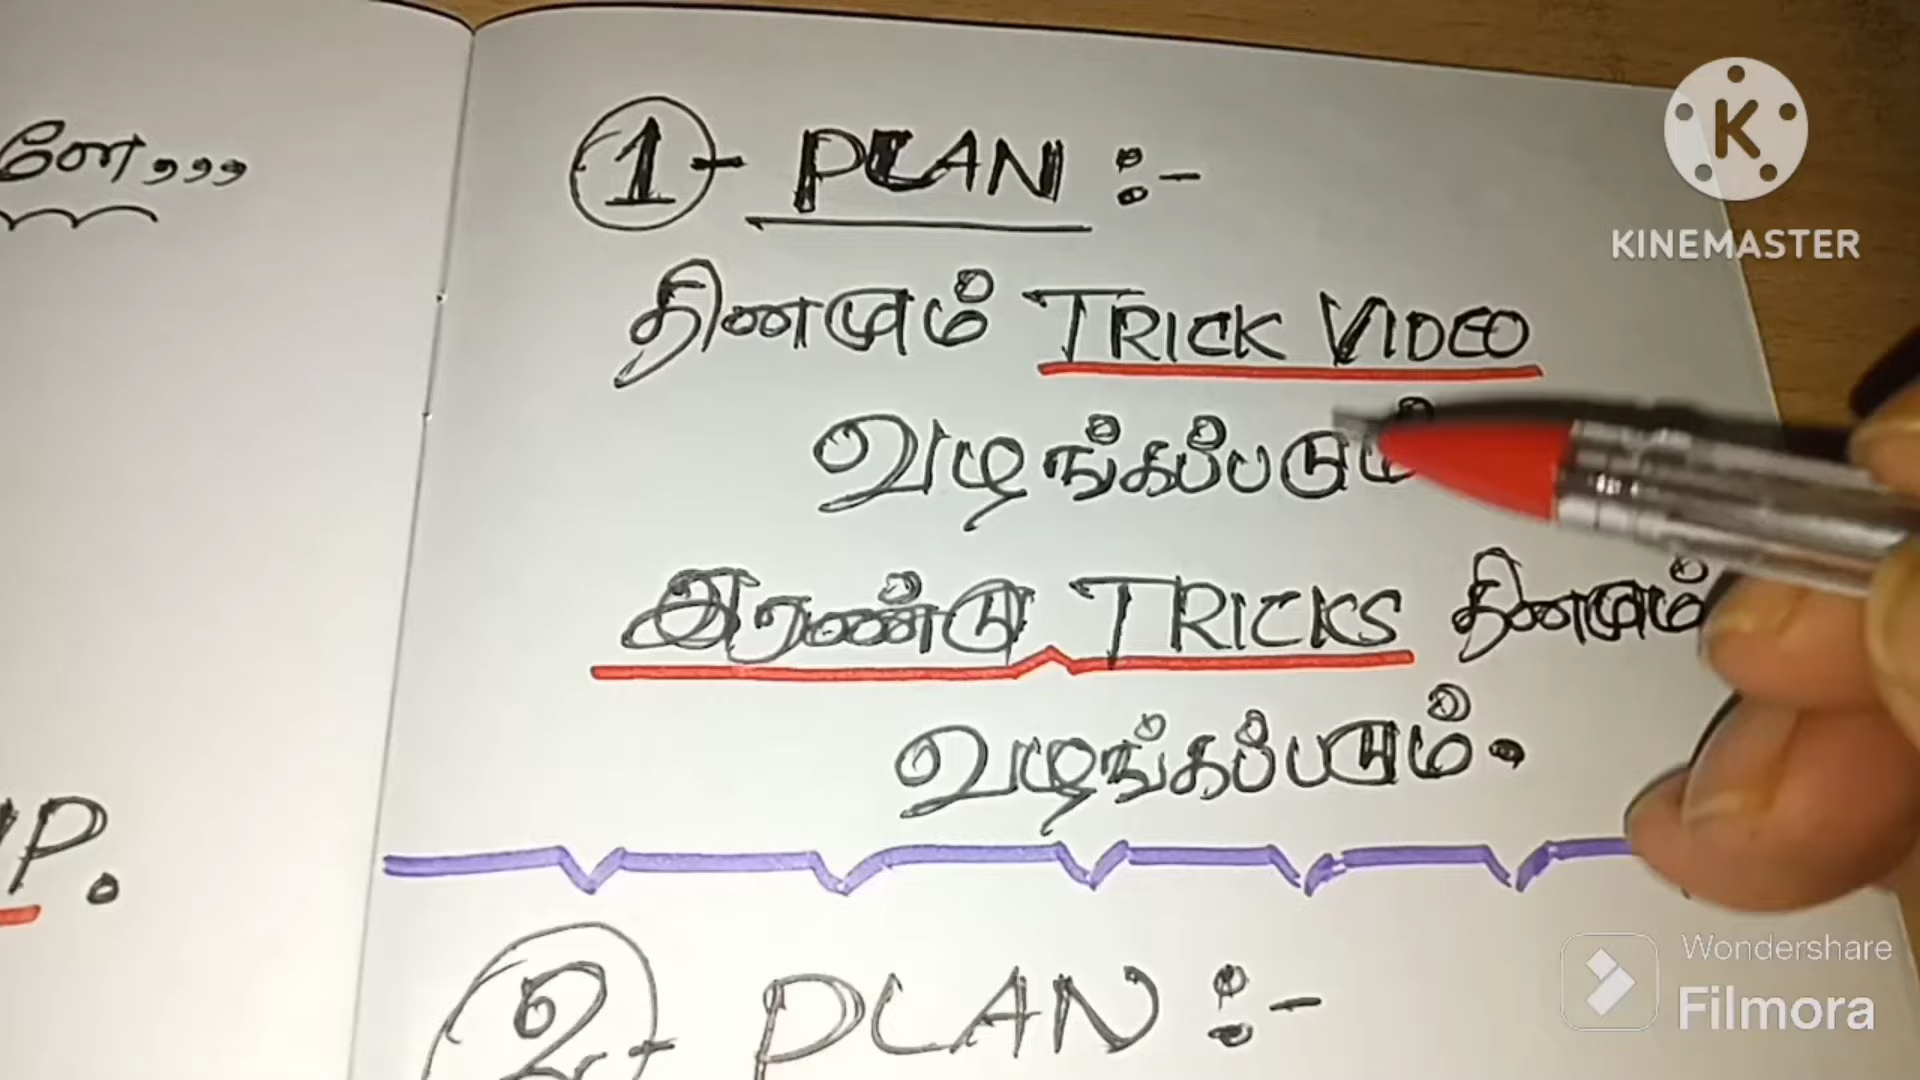 னே,,,
P.
1 - PLAN :-
தினமும் TRICK VIDEO
வழங்கப்படும்
இரண்டு TRICKS தினமும்
வழங்கப்படும்.
2 - PLAN :-
K
KINEMASTER
Wondershare
Filmora